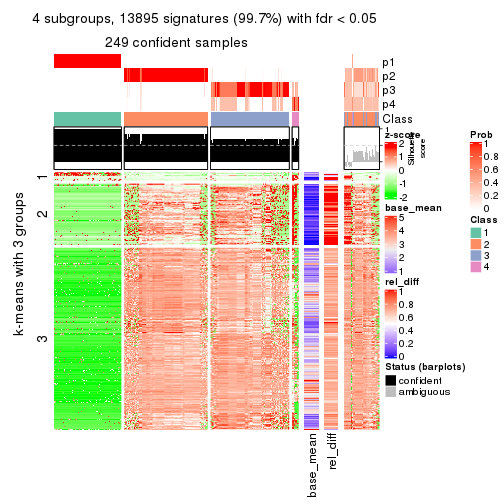 4 subgroups, 13895 signatures (99.7%) with fdr < 0.05
249 confident samples
p1
p2
p3
p4
Class
1
Silhouette
score
k-means with 3 groups
1
2
3
base_mean
rel_diff
z-score
2
1
0
-1
-2
base_mean
5
4
3
2
1
rel_diff
1
0.8
0.6
0.4
0.2
0
Status (barplots)
confident
ambiguous
Prob
1
0.8
0.6
0.4
0.2
0
Class
1
2
3
4